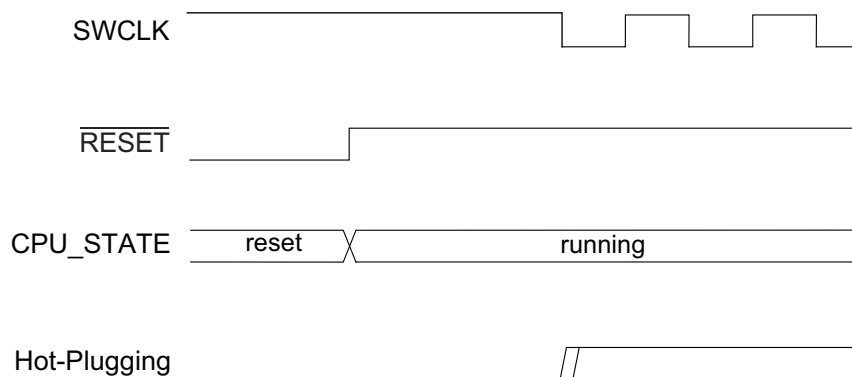 SWCLK
RESET
CPU_STATE
reset
running
Hot-Plugging